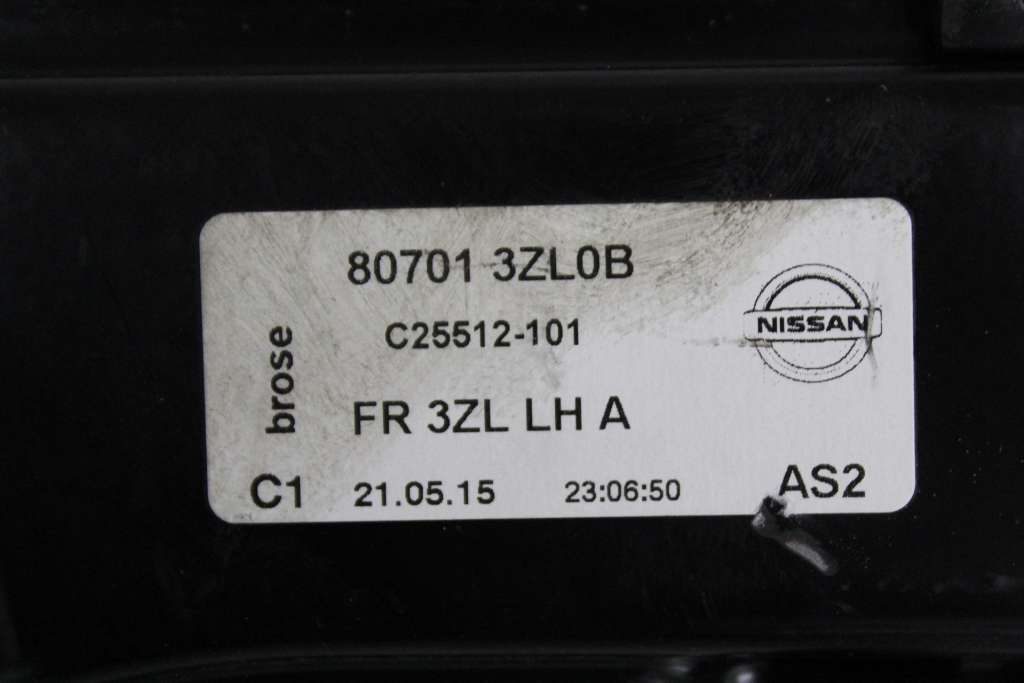 80701 3ZL0B
C25512-101
NISSAN
brose
FR 3ZL LH A
C1 21.05.15 23:06:50 AS2